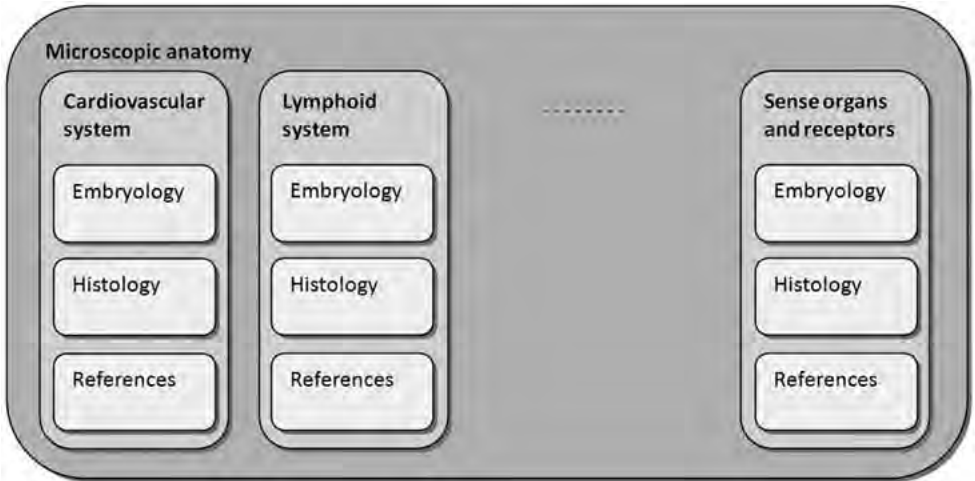 Microscopic anatomy
Cardiovascular
system
Embryology
Histology
References
Lymphoid
system
Embryology
Histology
References
--------
Sense organs
and receptors
Embryology
Histology
References